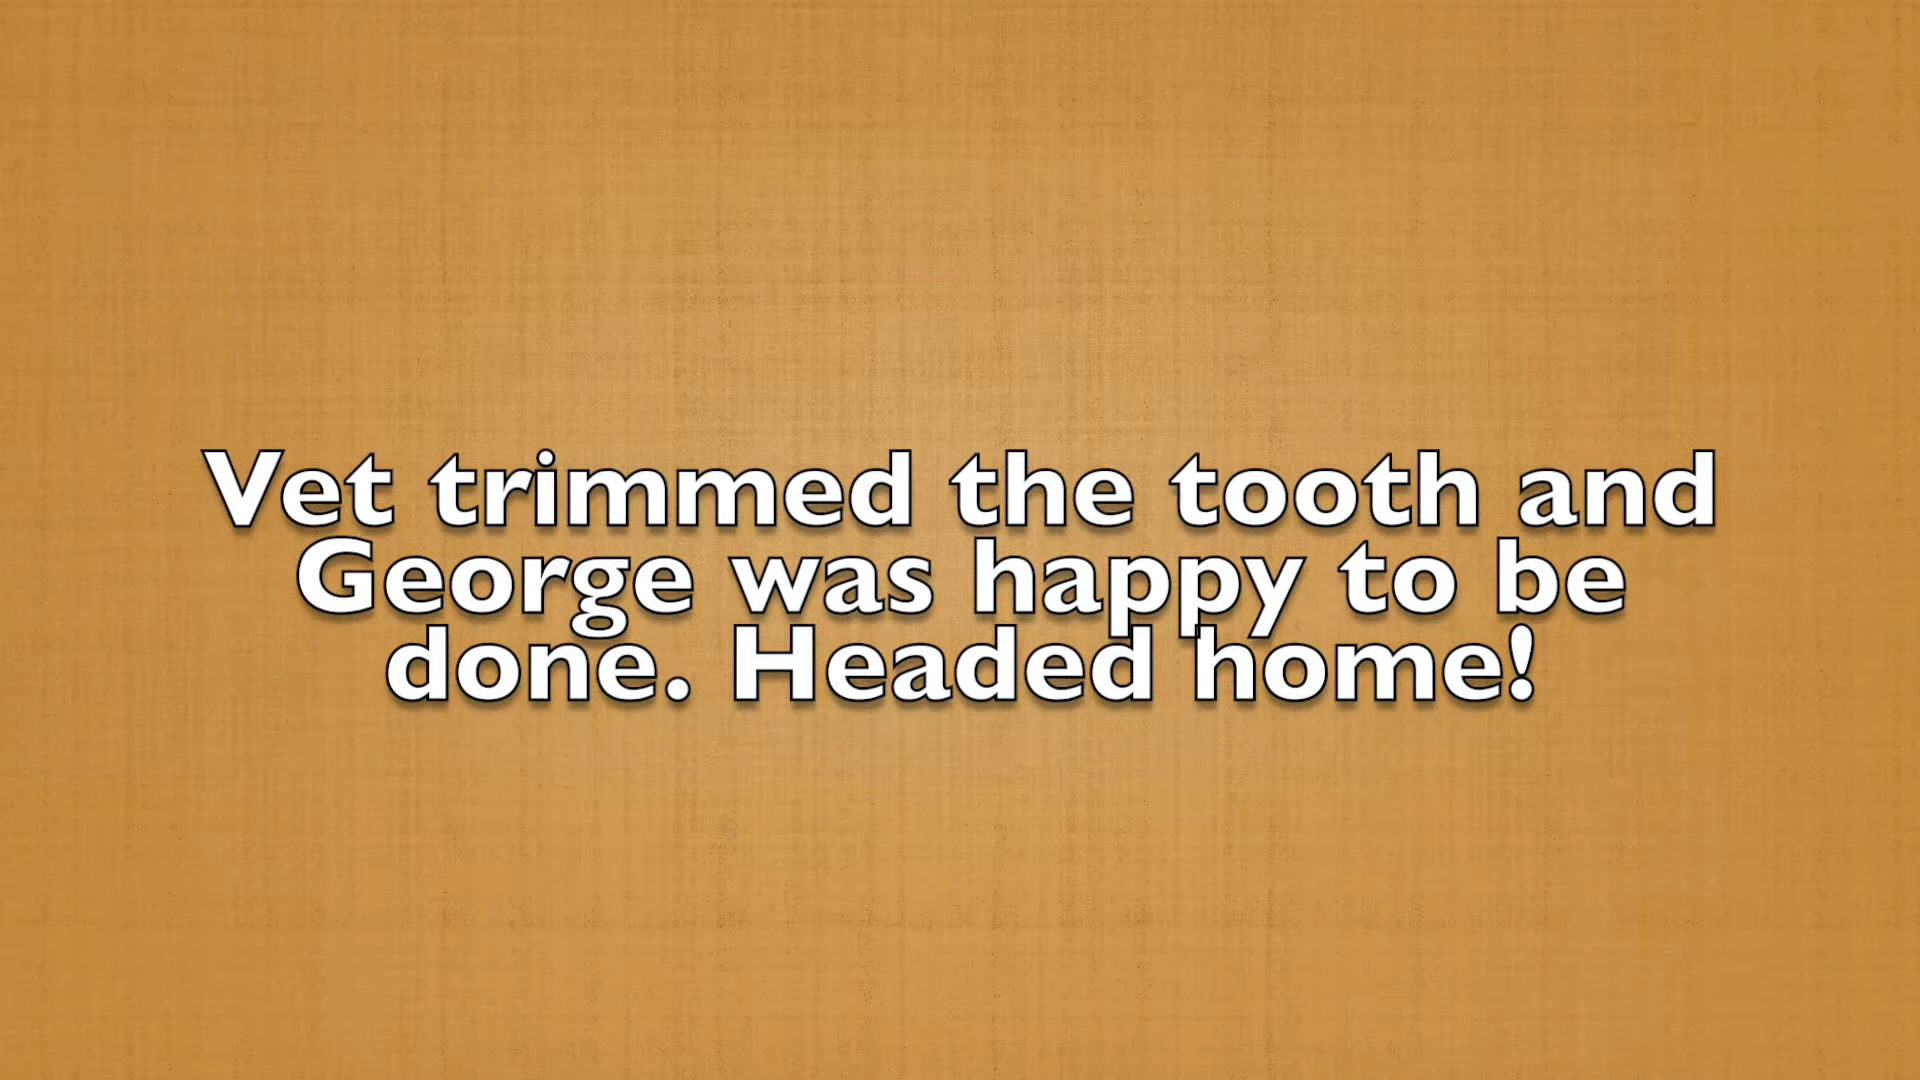 Vet trimmed the tooth and
George was happy to be
done. Headed home!